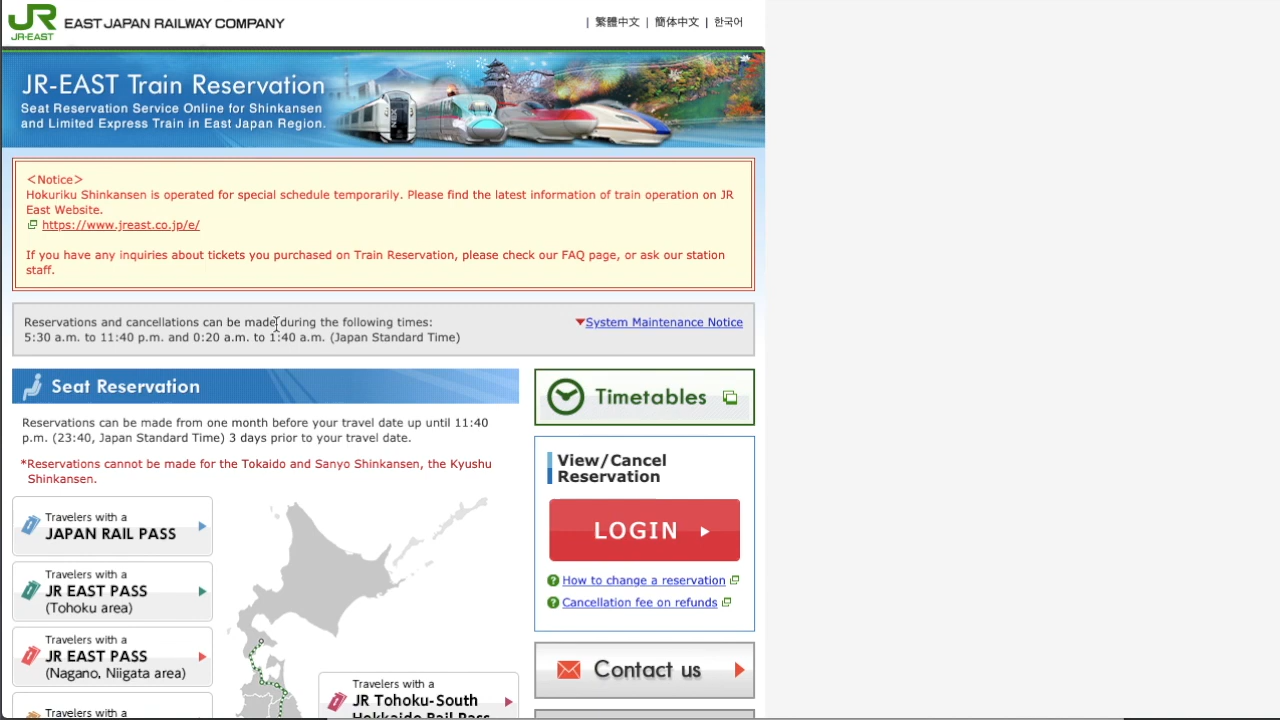 JR
JR-EAST
EAST JAPAN RAILWAY COMPANY
| 繁體中文 | 簡体中文 | 한국어
JR-EAST Train Reservation
Seat Reservation Service Online for Shinkansen
and Limited Express Train in East Japan Region.
<Notice>
Hokuriku Shinkansen is operated for special schedule temporarily. Please find the latest information of train operation on JR
East Website.
https://www.jreast.co.jp/e/
If you have any inquiries about tickets you purchased on Train Reservation, please check our FAQ page, or ask our station
staff.
Reservations and cancellations can be made during the following times:
5:30 a.m. to 11:40 p.m. and 0:20 a.m. to 1:40 a.m. (Japan Standard Time)
System Maintenance Notice
Seat Reservation
Reservations can be made from one month before your travel date up until 11:40
p.m. (23:40, Japan Standard Time) 3 days prior to your travel date.
*Reservations cannot be made for the Tokaido and Sanyo Shinkansen, the Kyushu
Shinkansen.
Travelers with a
JAPAN RAIL PASS
Travelers with a
JR EAST PASS
(Tohoku area)
Travelers with a
JR EAST PASS
(Nagano, Niigata area)
Travelers with a
Travelers with a
JR Tohoku-South
Hokkaido Rail Pass
Timetables
View/Cancel
Reservation
LOGIN
How to change a reservation
Cancellation fee on refunds
Contact us